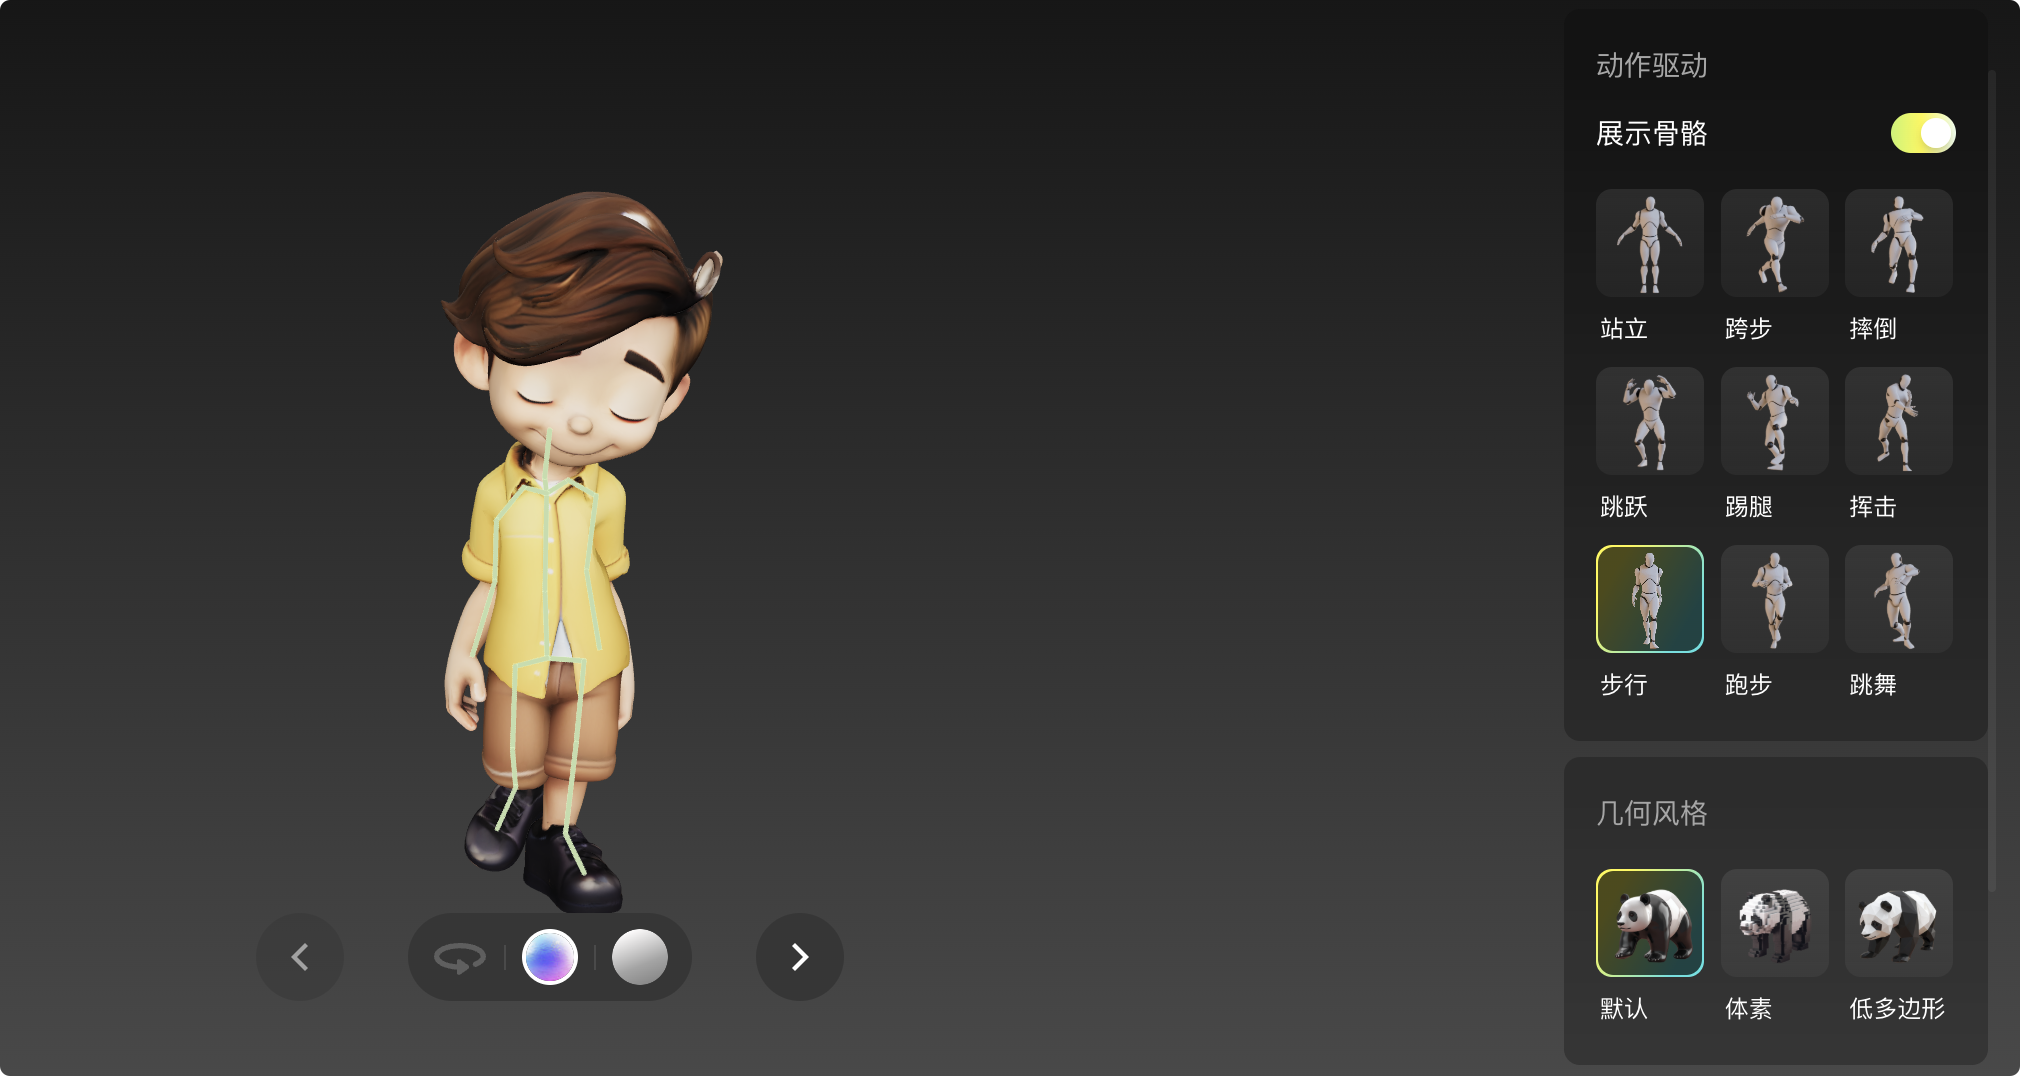 动作驱动
展示骨骼
站立 跨步 摔倒
跳跃 踢腿 挥击
步行 跑步 跳舞
几何风格
默认 体素 低多边形